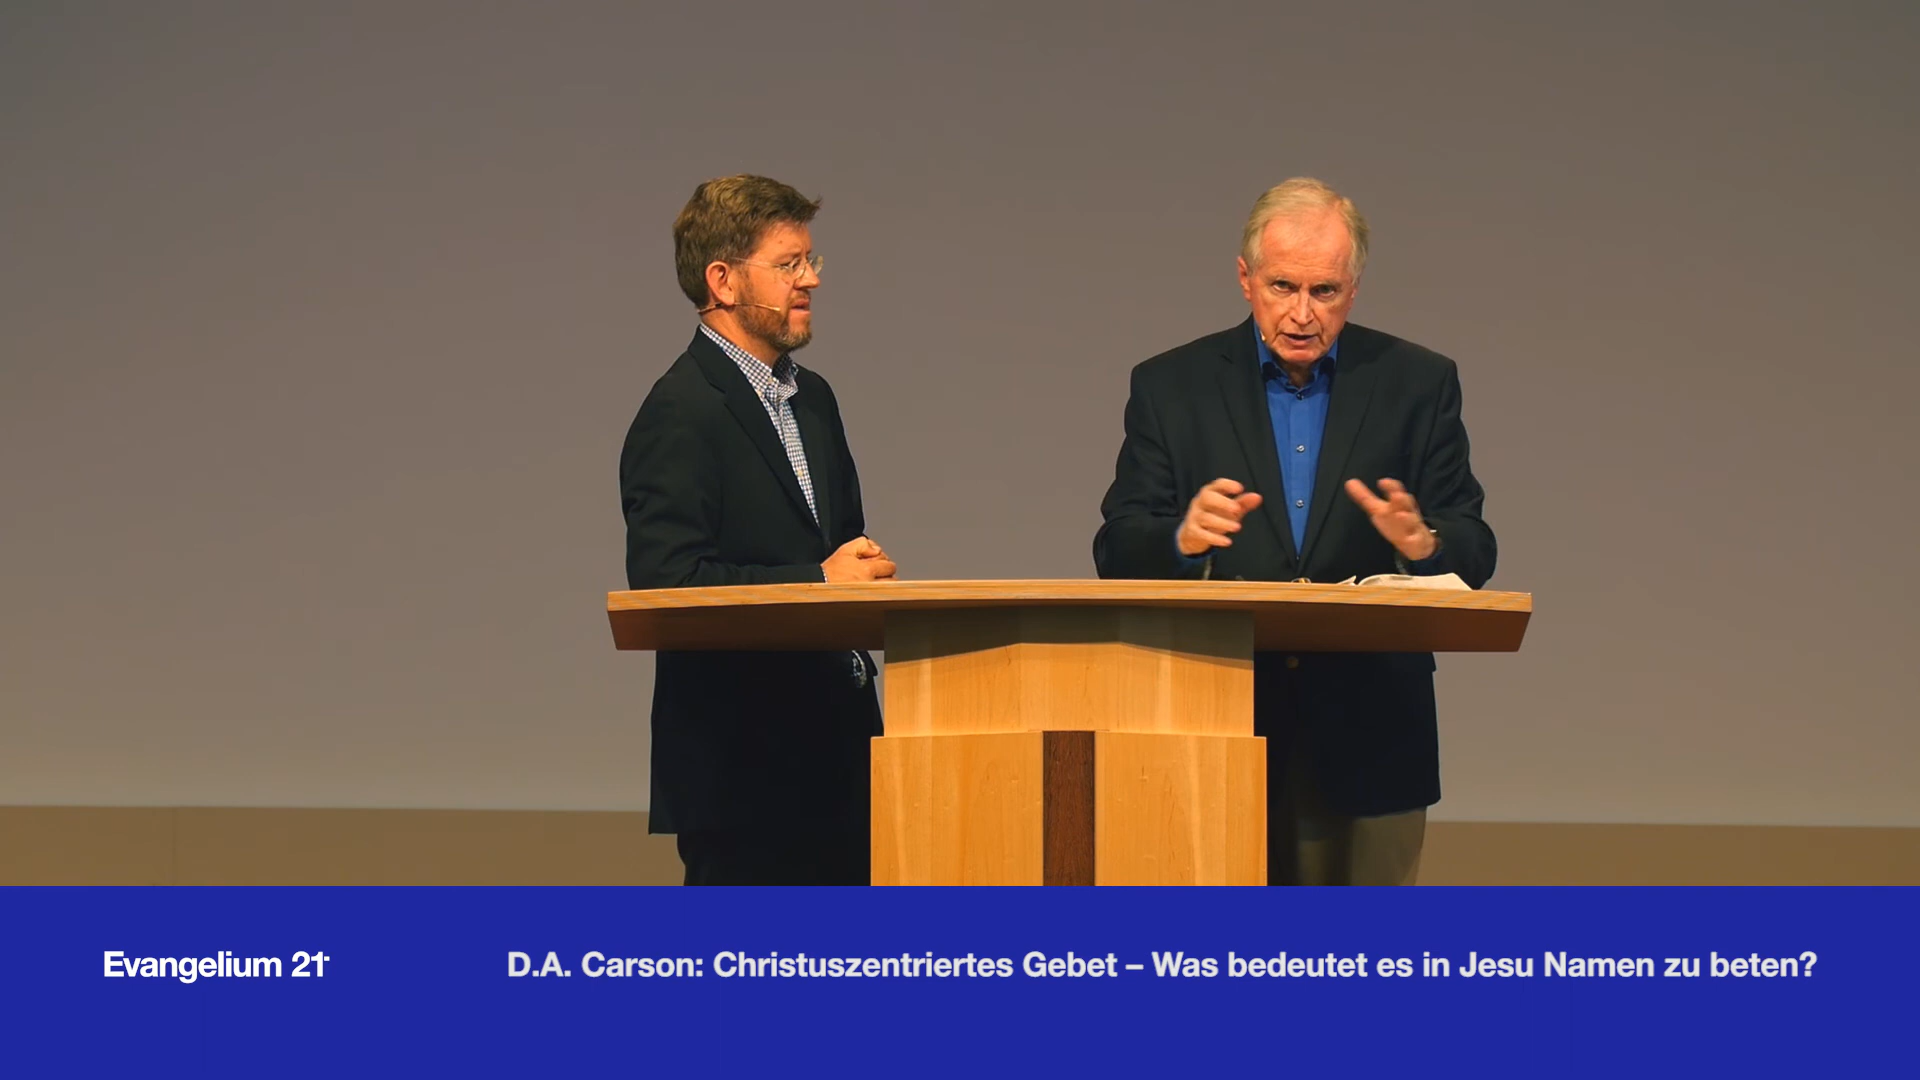 Evangelium 21
D.A. Carson: Christuszentriertes Gebet – Was bedeutet es in Jesu Namen zu beten?